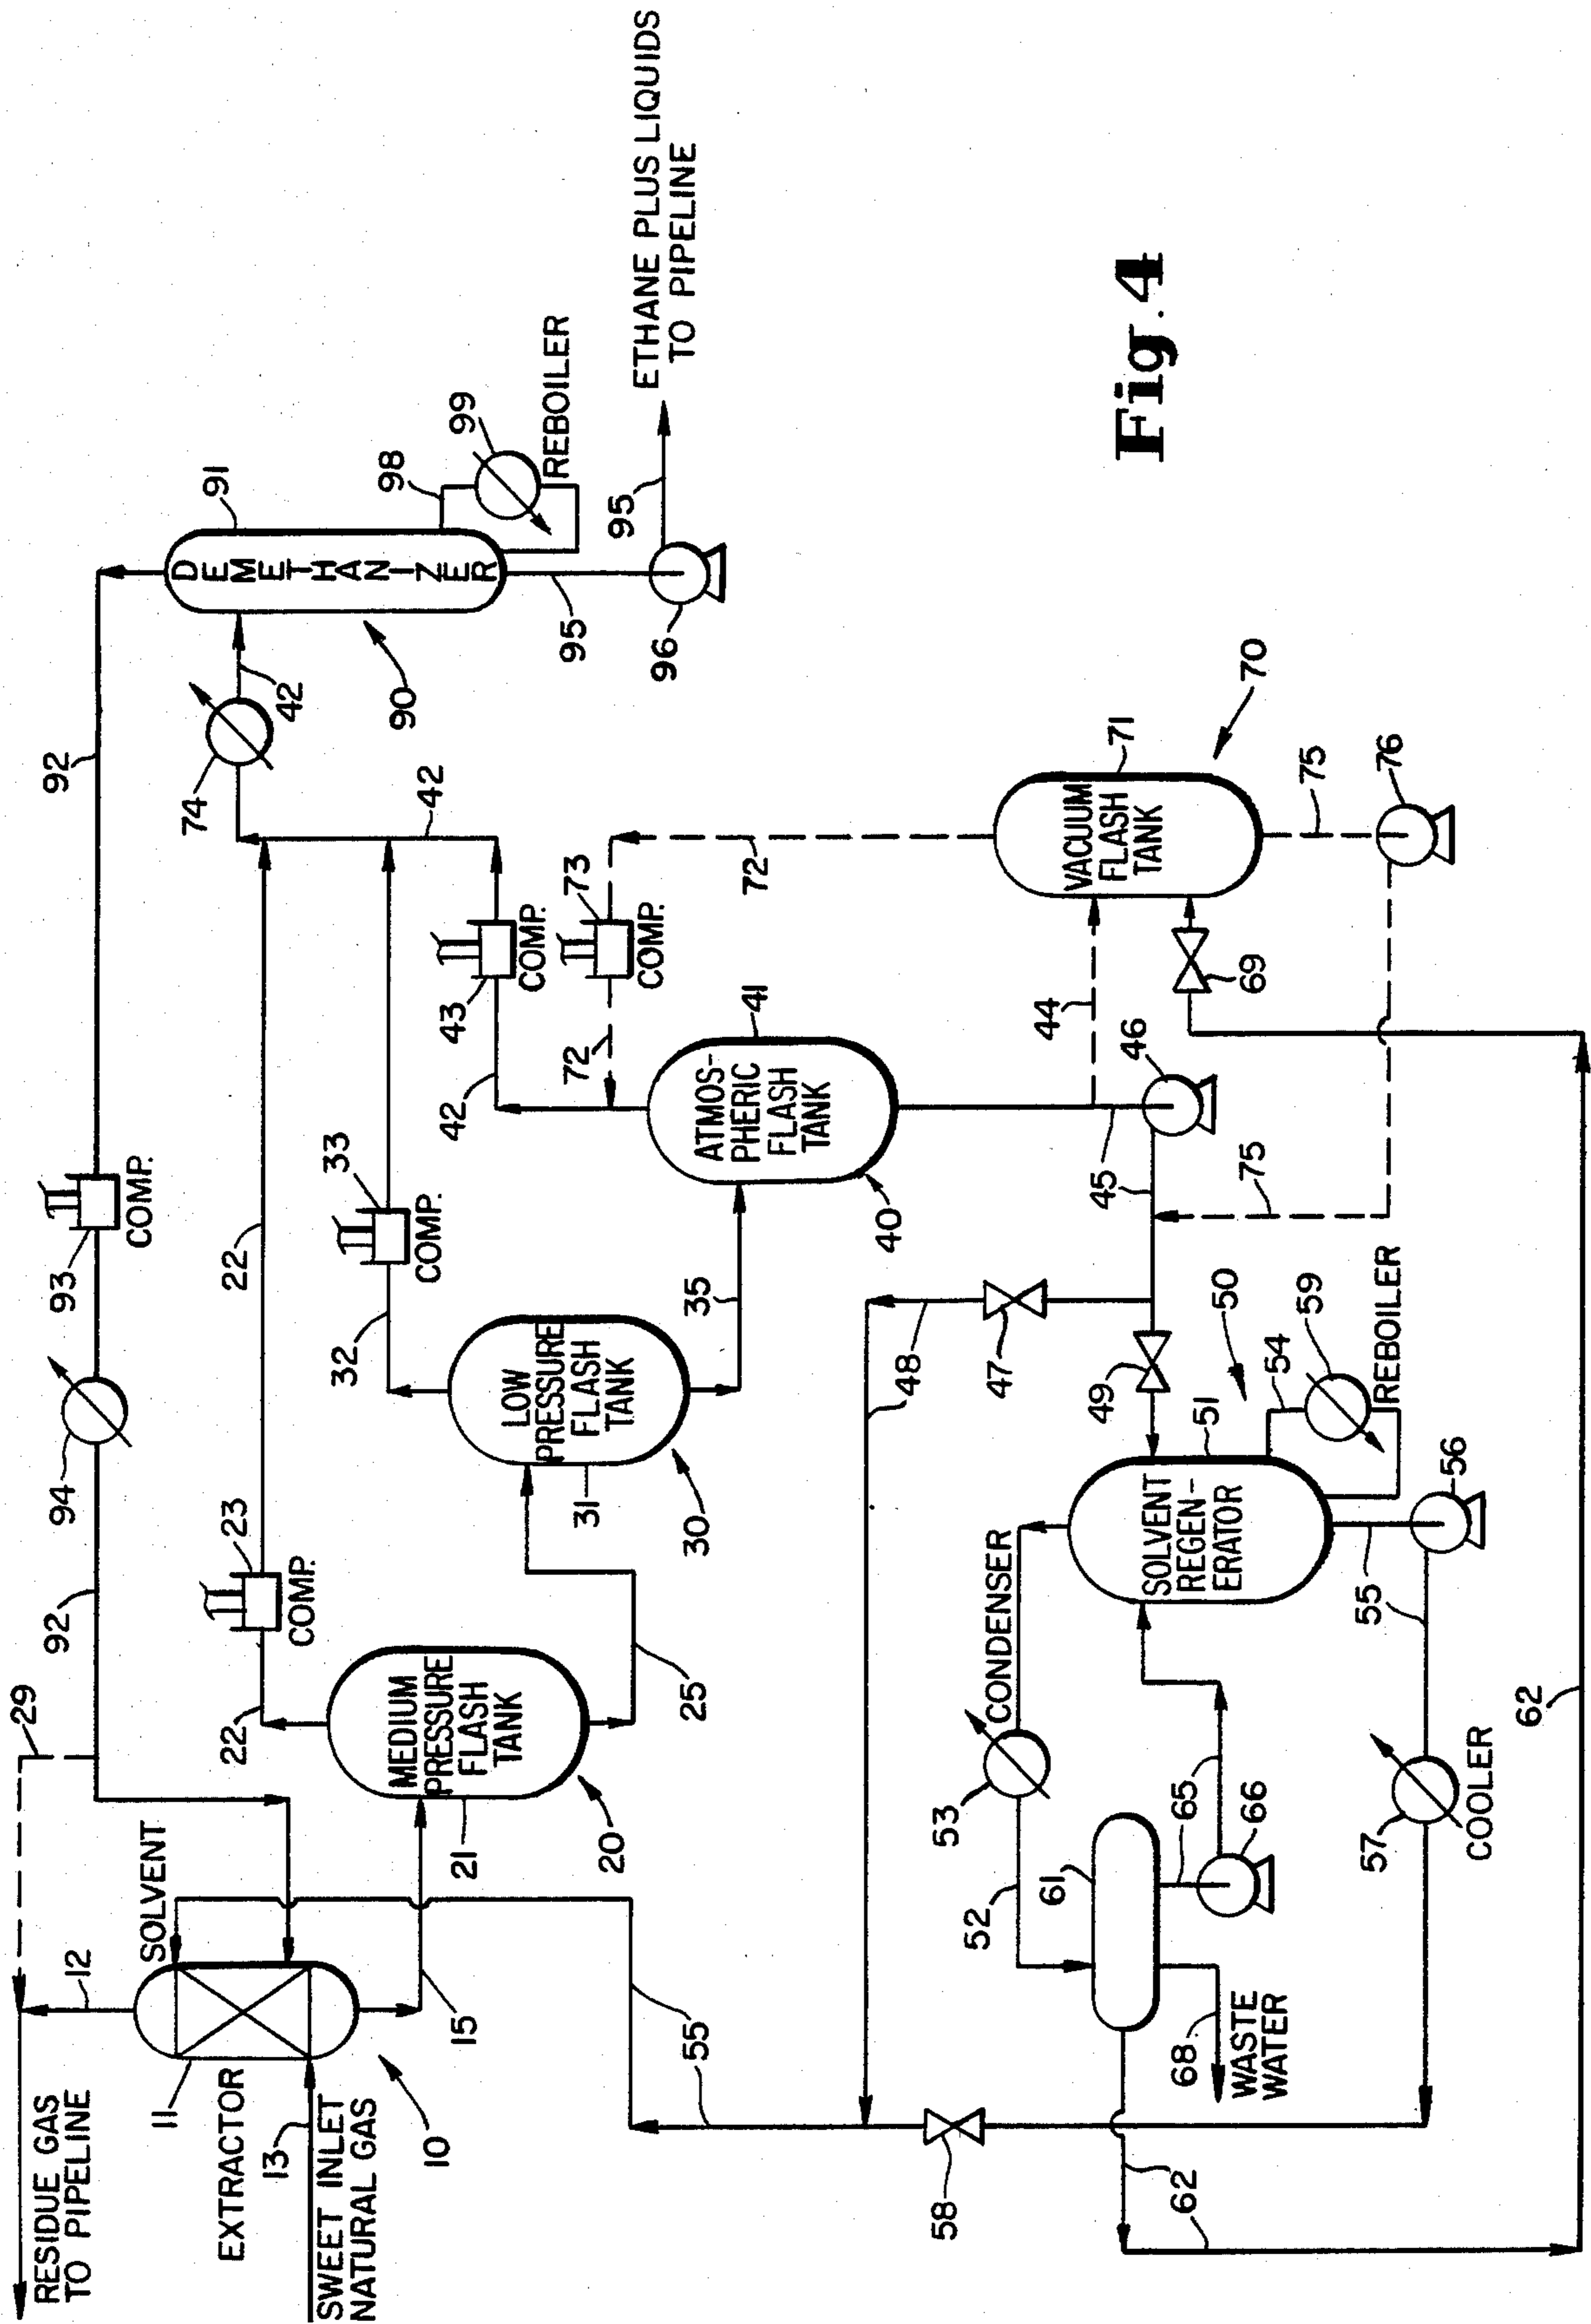 RESIDUE GAS
TO PIPELINE
29
92
94
93
COMP.
92
12
SOLVENT
11
EXTRACTOR
13
SWEET INLET
NATURAL GAS
10
15
22
23
COMP.
22
MEDIUM
PRESSURE
FLASH
TANK
21
20
25
32
33
COMP.
LOW
PRESSURE
FLASH
TANK
31
30
35
42
43
COMP.
42
72
73
COMP.
72
ATMOS-
PHERIC
FLASH
TANK
41
40
74
42
DEMETHANIZER
91
90
98
99
REBOILER
95
96
95
ETHANE PLUS LIQUIDS
TO PIPELINE
55
48
47
45
45
46
44
VACUUM
FLASH
TANK
71
70
69
75
75
76
58
52
53
CONDENSER
SOLVENT
REGEN-
ERATOR
51
49
50
54
59
REBOILER
61
65
66
68
WASTE
WATER
55
56
57
COOLER
62
62
Fig. 4